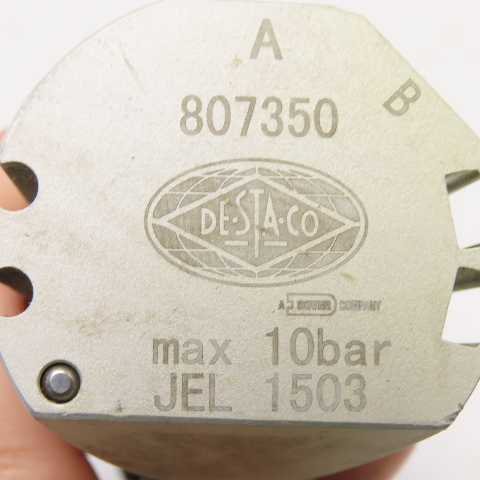 A
B
807350
DE-STA-CO
A DOVER COMPANY
max 10bar
JEL 1503